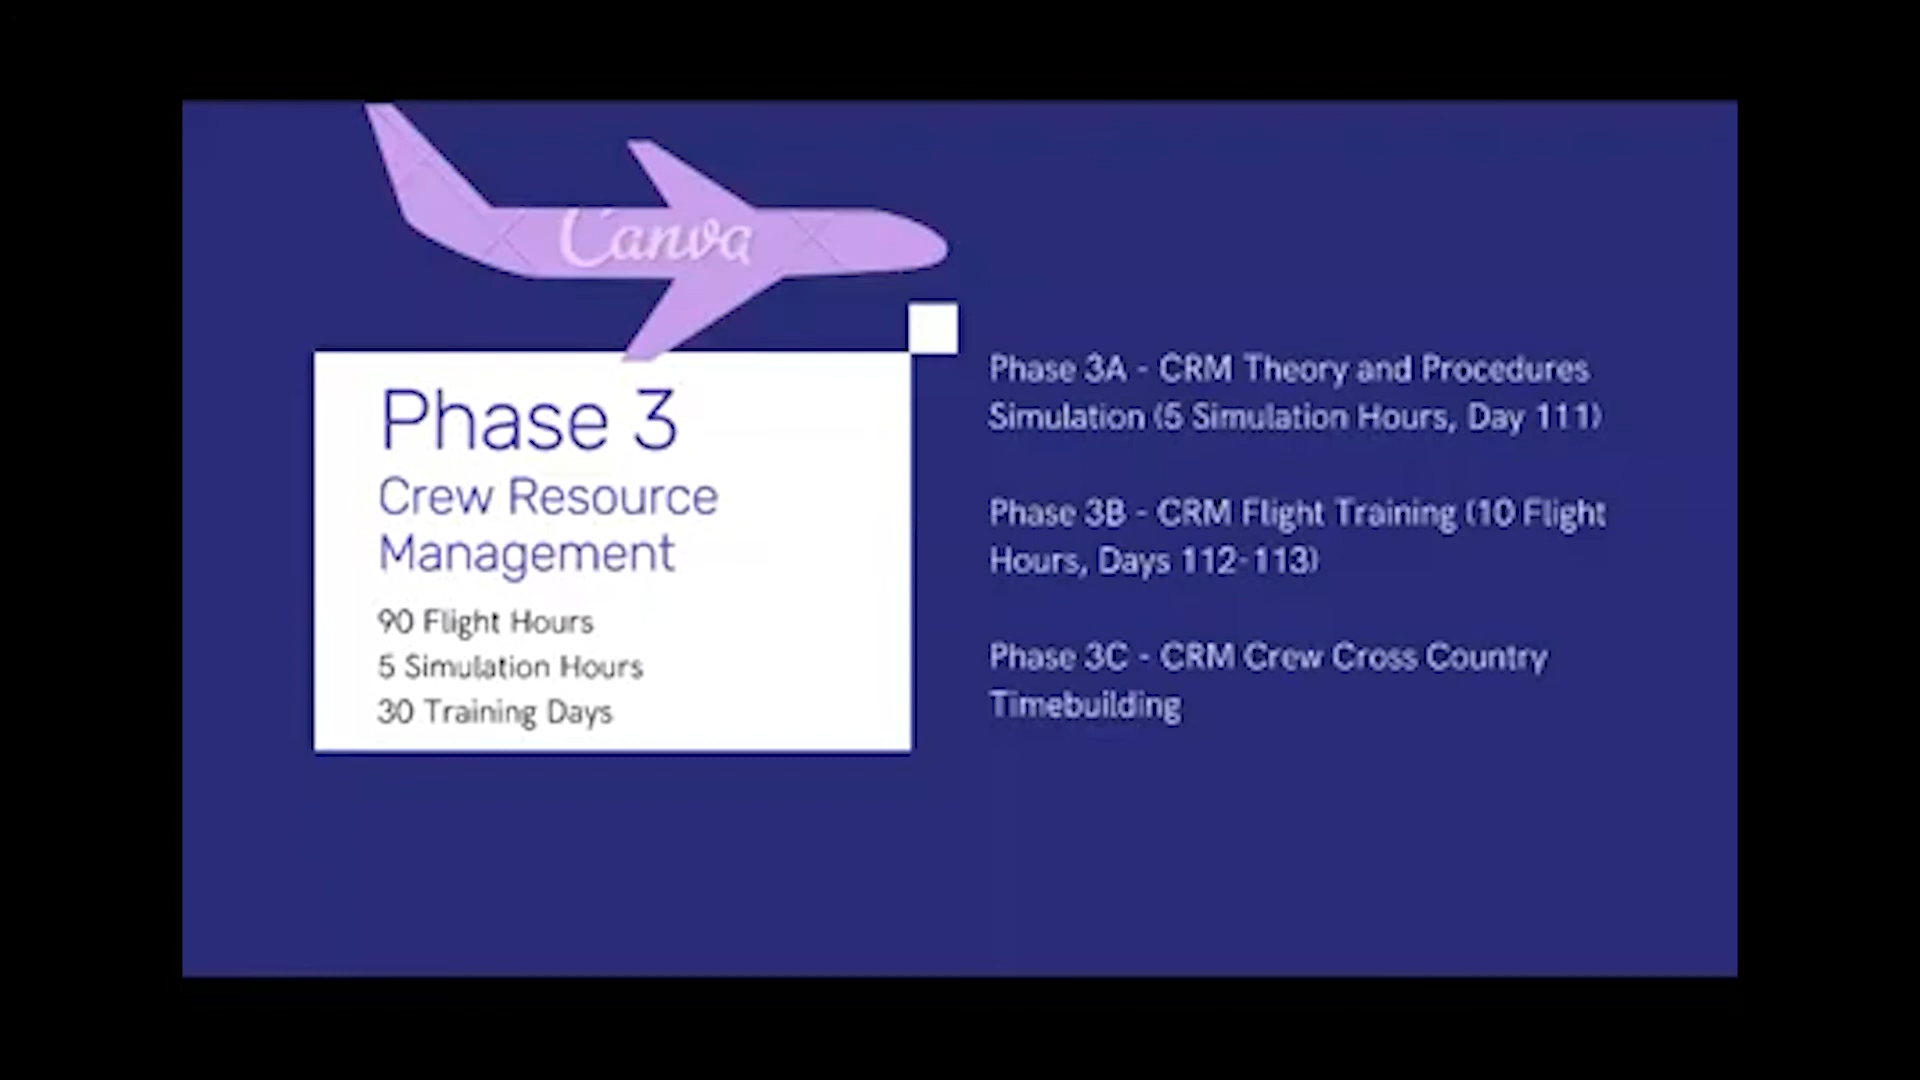 Canva
Phase 3
Crew Resource
Management
90 Flight Hours
5 Simulation Hours
30 Training Days
Phase 3A - CRM Theory and Procedures
Simulation (5 Simulation Hours, Day 111)
Phase 3B - CRM Flight Training (10 Flight
Hours, Days 112-113)
Phase 3C - CRM Crew Cross Country
Timebuilding